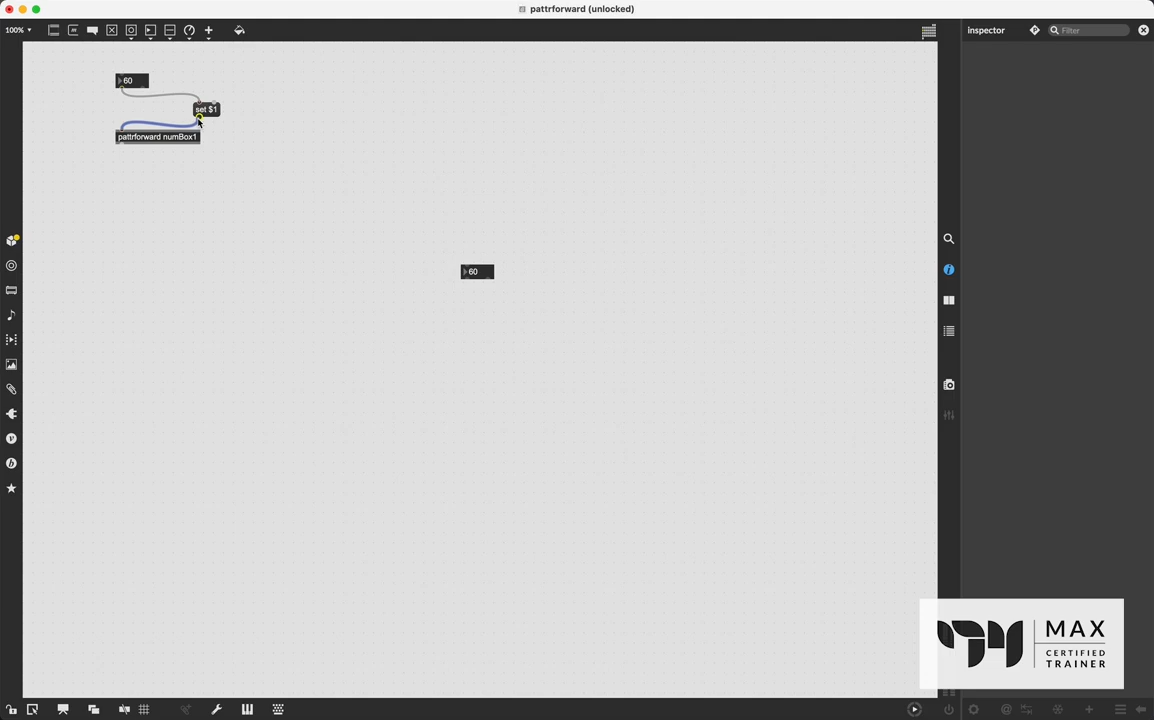 pattrforward (unlocked)
100%
inspector
Filter
60
set $1
pattrforward numBox1
60
MAX
CERTIFIED
TRAINER